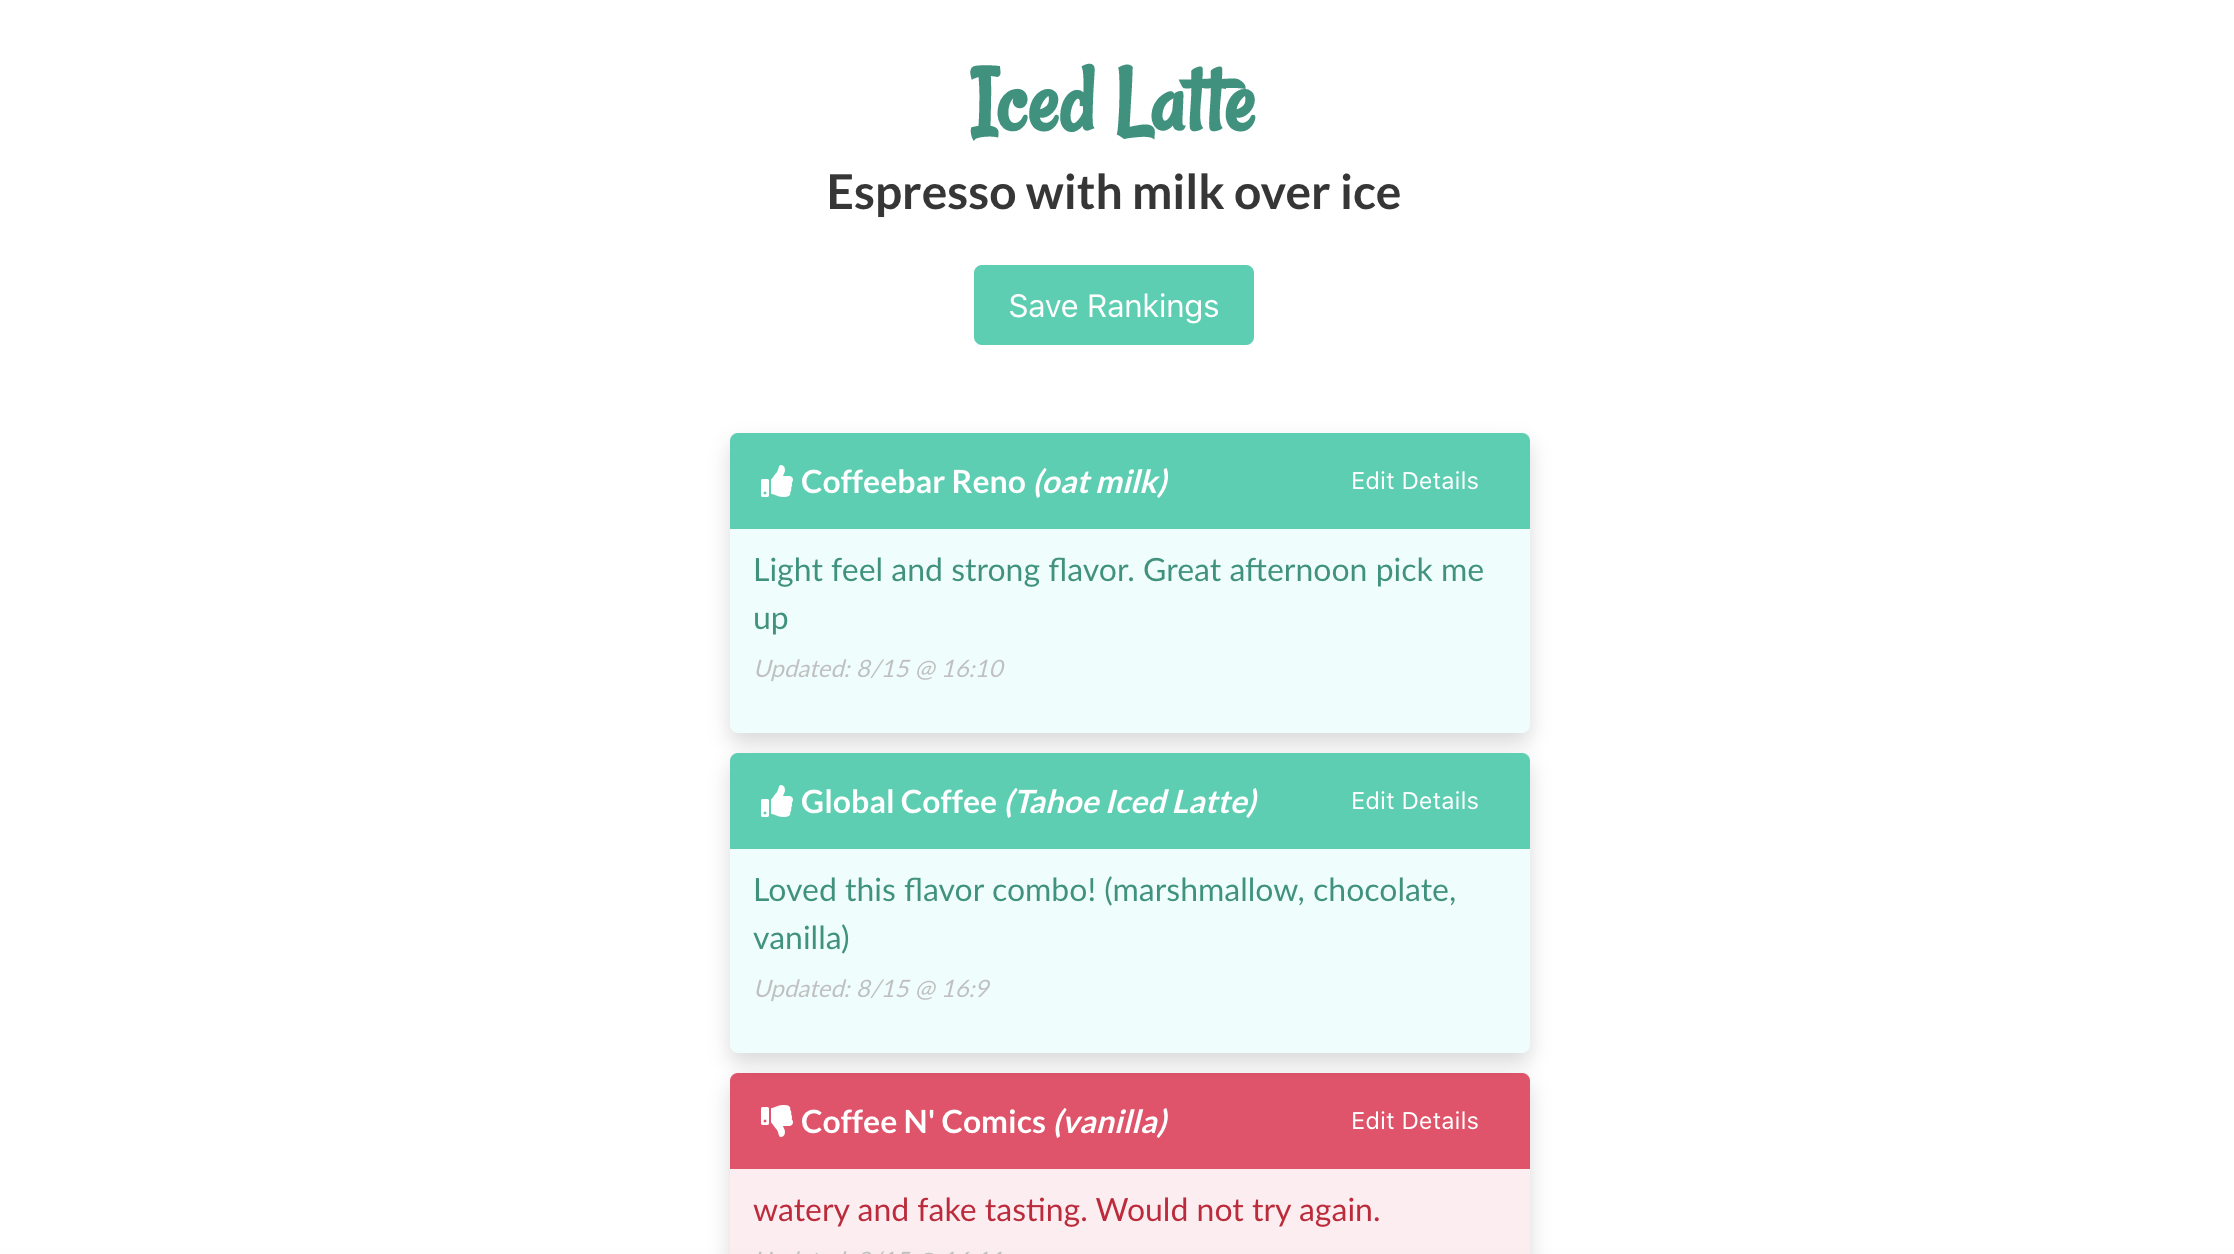 Iced Latte
Espresso with milk over ice
Save Rankings
Coffeebar Reno (oat milk)
Edit Details
Light feel and strong flavor. Great afternoon pick me
up
Updated: 8/15 @ 16:10
Global Coffee (Tahoe Iced Latte)
Edit Details
Loved this flavor combo! (marshmallow, chocolate,
vanilla)
Updated: 8/15 @ 16:9
Coffee N' Comics (vanilla)
Edit Details
watery and fake tasting. Would not try again.